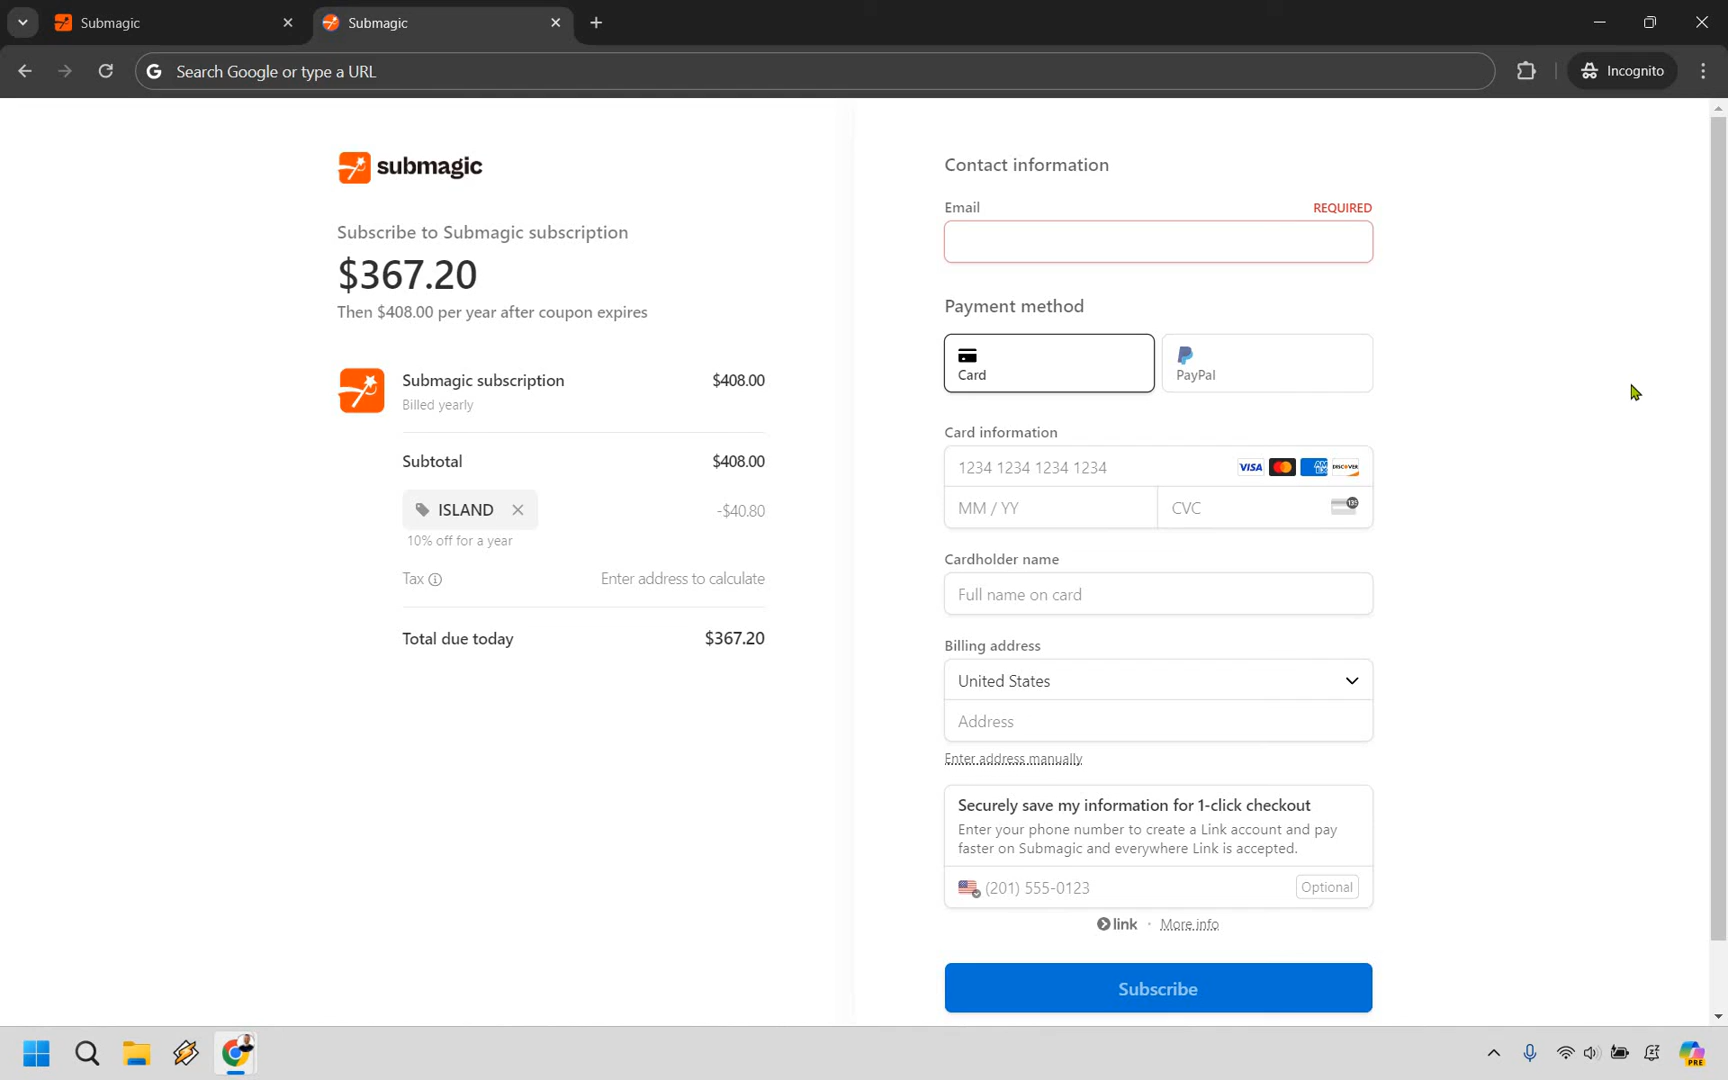 Submagic
Submagic
Search Google or type a URL
Incognito
submagic
Subscribe to Submagic subscription
$367.20
Then $408.00 per year after coupon expires
Submagic subscription $408.00
Billed yearly
Subtotal $408.00
ISLAND -$40.80
10% off for a year
Tax Enter address to calculate
Total due today $367.20
Contact information
Email REQUIRED
Payment method
Card
PayPal
Card information
1234 1234 1234 1234 VISA AMEX DISCOVER
MM / YY CVC 135
Cardholder name
Full name on card
Billing address
United States
Address
Enter address manually
Securely save my information for 1-click checkout
Enter your phone number to create a Link account and pay
faster on Submagic and everywhere Link is accepted.
(201) 555-0123 Optional
link · More info
Subscribe
PRE